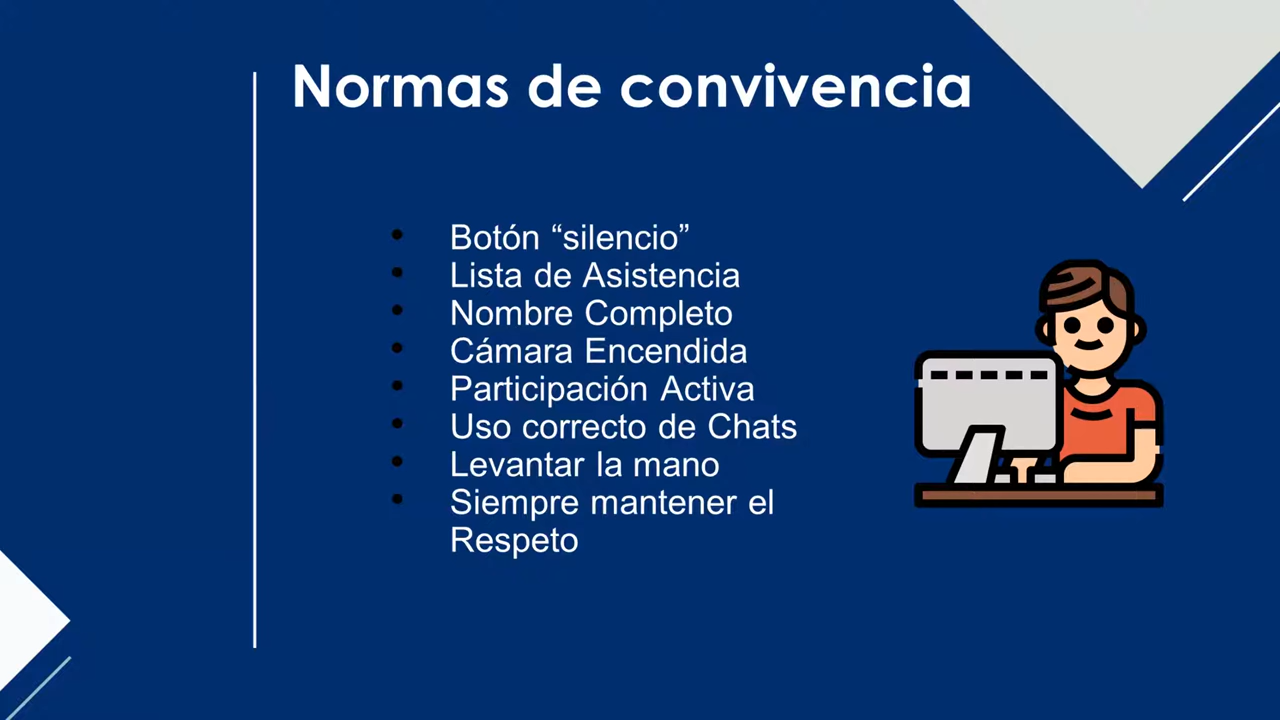 Normas de convivencia
• Botón “silencio”
• Lista de Asistencia
• Nombre Completo
• Cámara Encendida
• Participación Activa
• Uso correcto de Chats
• Levantar la mano
• Siempre mantener el
Respeto